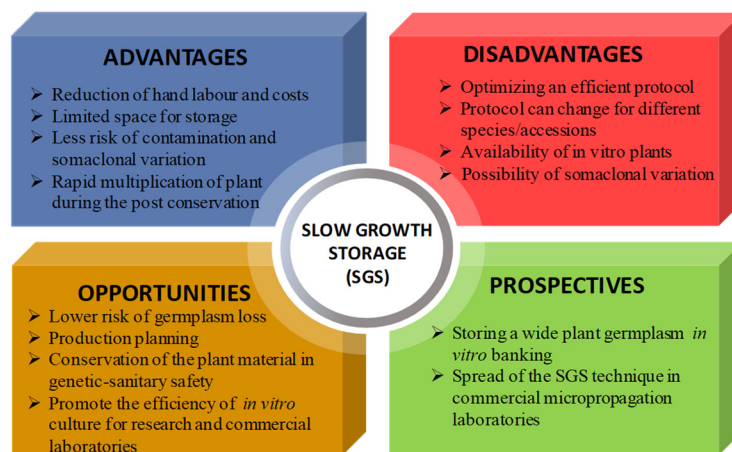 ADVANTAGES
➢ Reduction of hand labour and costs
➢ Limited space for storage
➢ Less risk of contamination and
somaclonal variation
➢ Rapid multiplication of plant
during the post conservation
DISADVANTAGES
➢ Optimizing an efficient protocol
➢ Protocol can change for different
species/accessions
➢ Availability of in vitro plants
➢ Possibility of somaclonal variation
SLOW GROWTH
STORAGE
(SGS)
OPPORTUNITIES
➢ Lower risk of germplasm loss
➢ Production planning
➢ Conservation of the plant material in
genetic-sanitary safety
➢ Promote the efficiency of in vitro
culture for research and commercial
laboratories
PROSPECTIVES
➢ Storing a wide plant germplasm in
vitro banking
➢ Spread of the SGS technique in
commercial micropropagation
laboratories